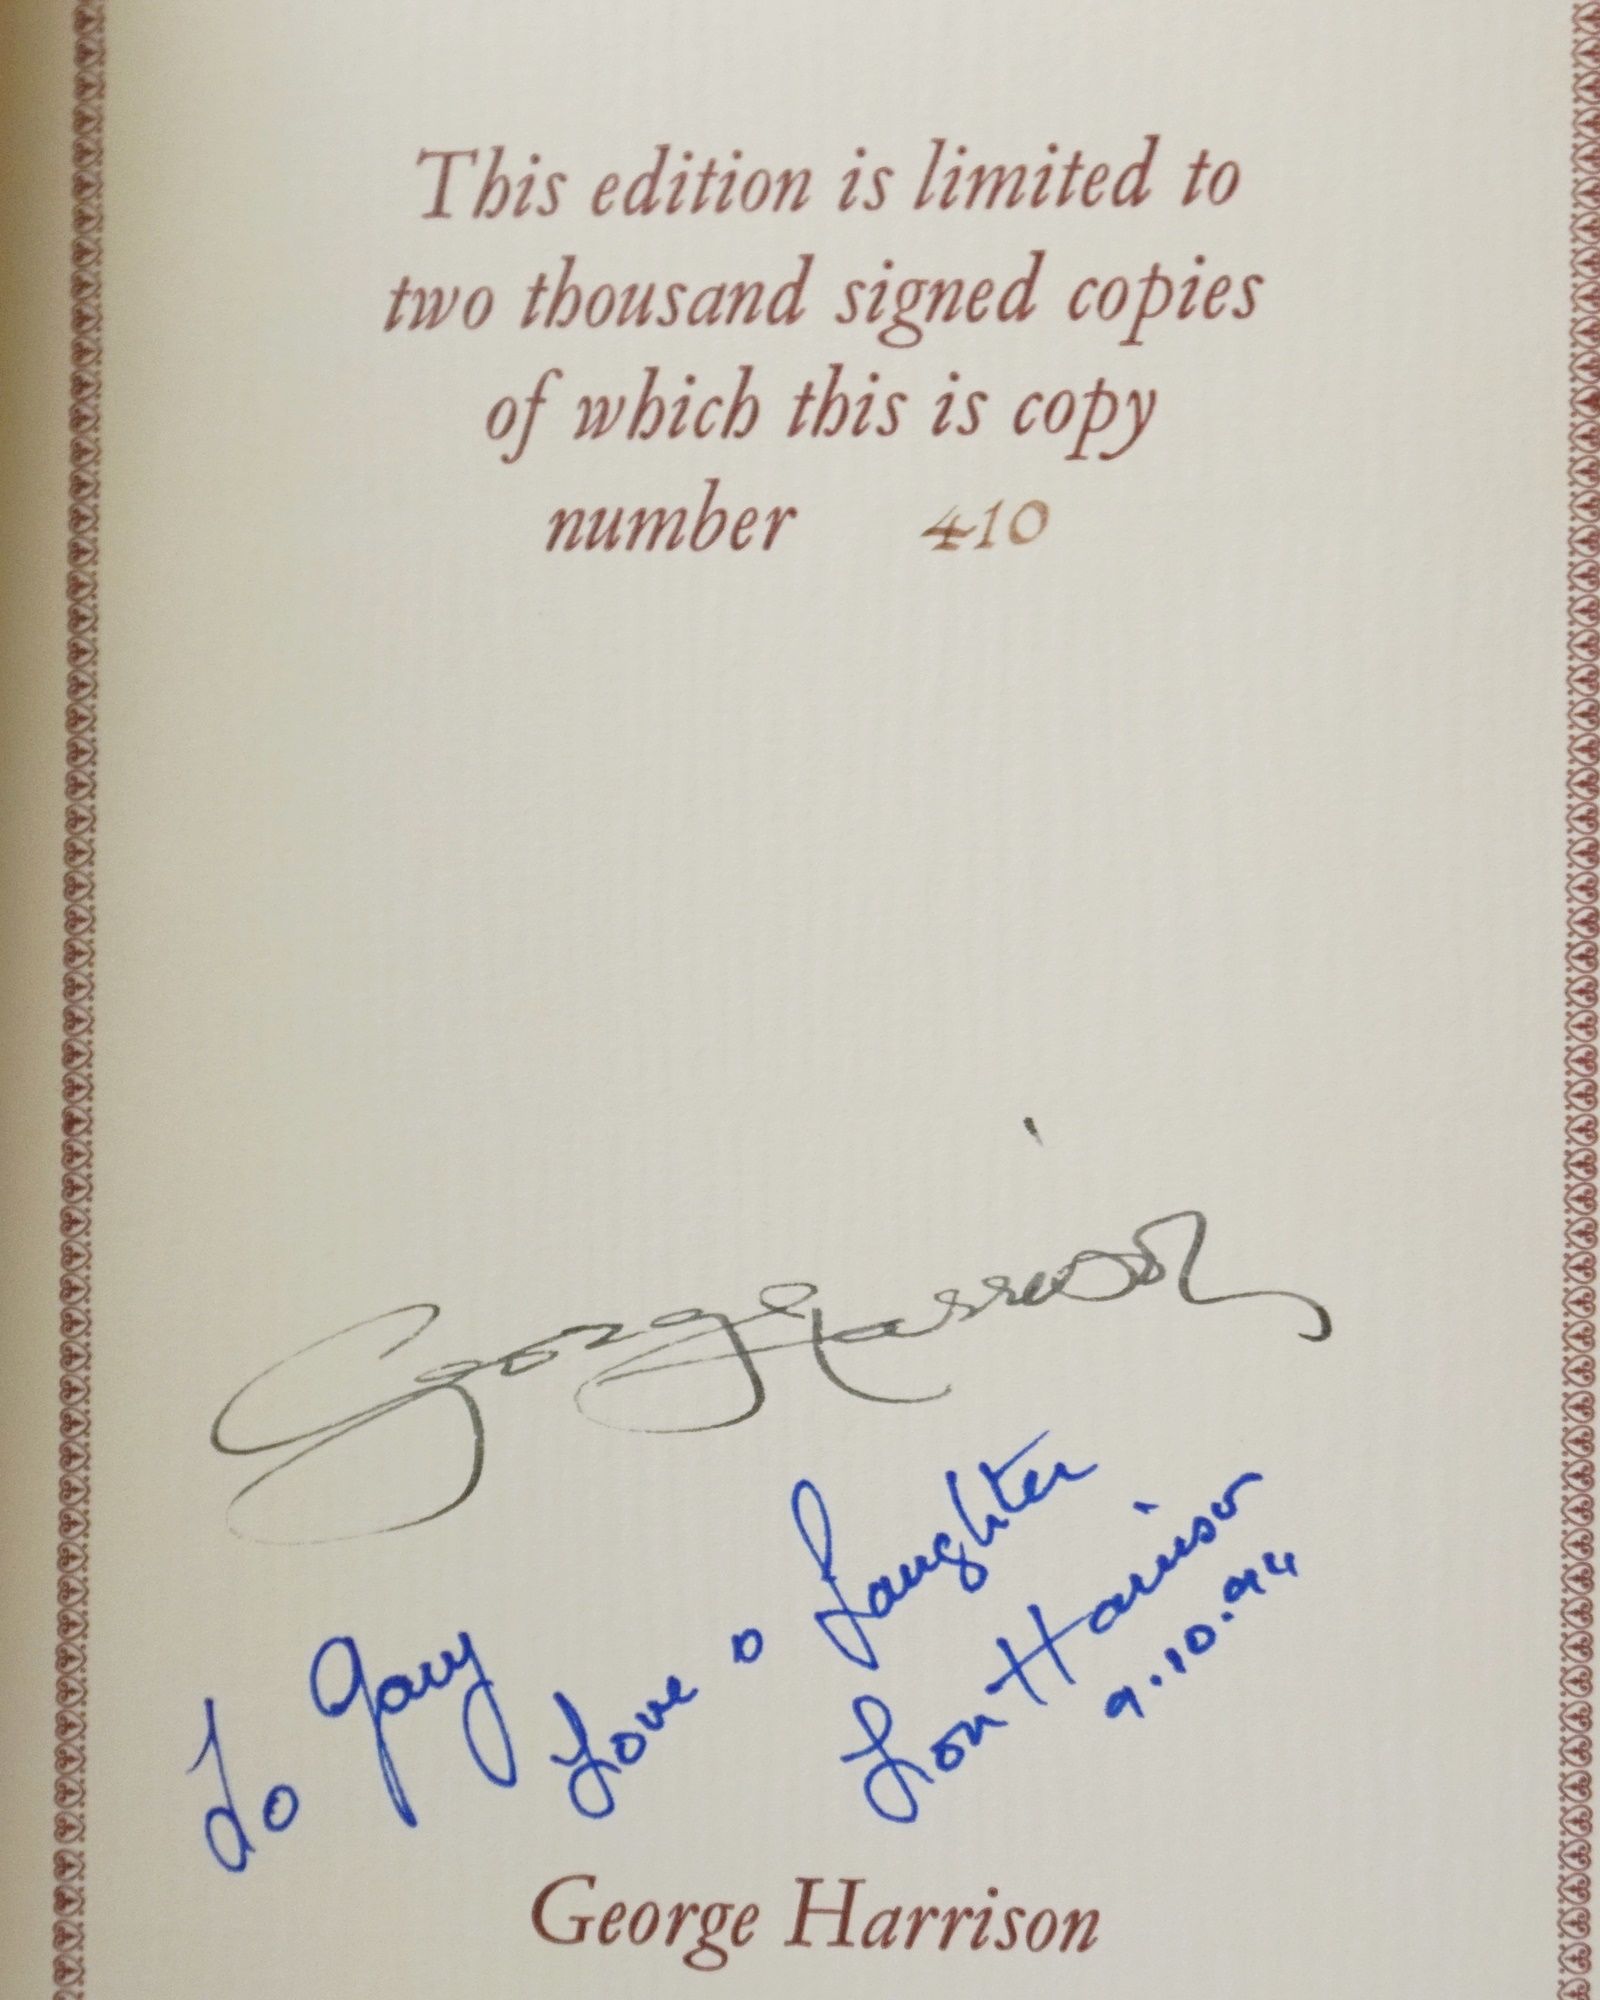 This edition is limited to
two thousand signed copies
of which this is copy
number 410
George Harrison
To Gary
Love & Laughter
Lou Harrison
9.10.94
George Harrison